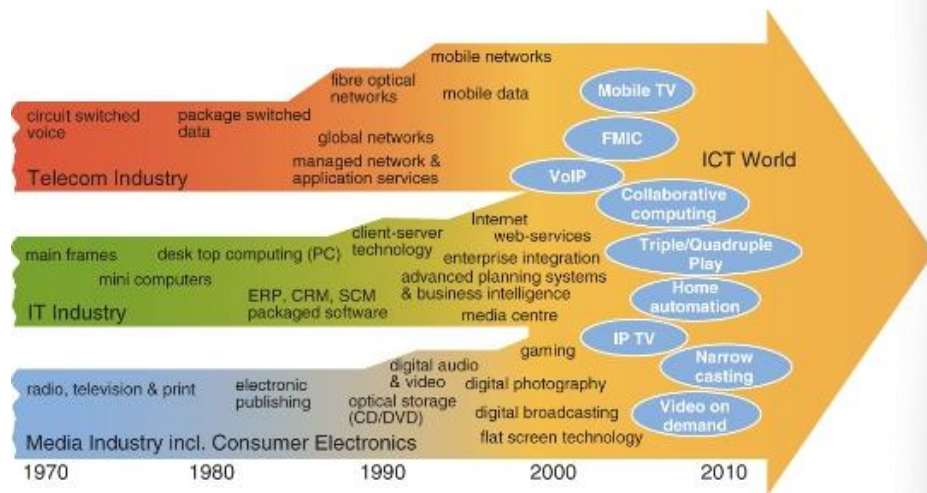 mobile networks
fibre optical
networks
mobile data
Mobile TV
circuit switched
voice
package switched
data
global networks
FMIC
managed network &
application services
Telecom Industry
VoIP
ICT World
Collaborative
computing
Internet
client-server
technology
web-services
main frames
desk top computing (PC)
enterprise integration
Triple/Quadruple
Play
mini computers
advanced planning systems
& business intelligence
ERP, CRM, SCM
packaged software
Home
automation
IT Industry
media centre
IP TV
gaming
digital audio
& video
Narrow
casting
radio, television & print
electronic
publishing
digital photography
optical storage
(CD/DVD)
digital broadcasting
Video on
demand
Media Industry incl. Consumer Electronics
flat screen technology
1970
1980
1990
2000
2010